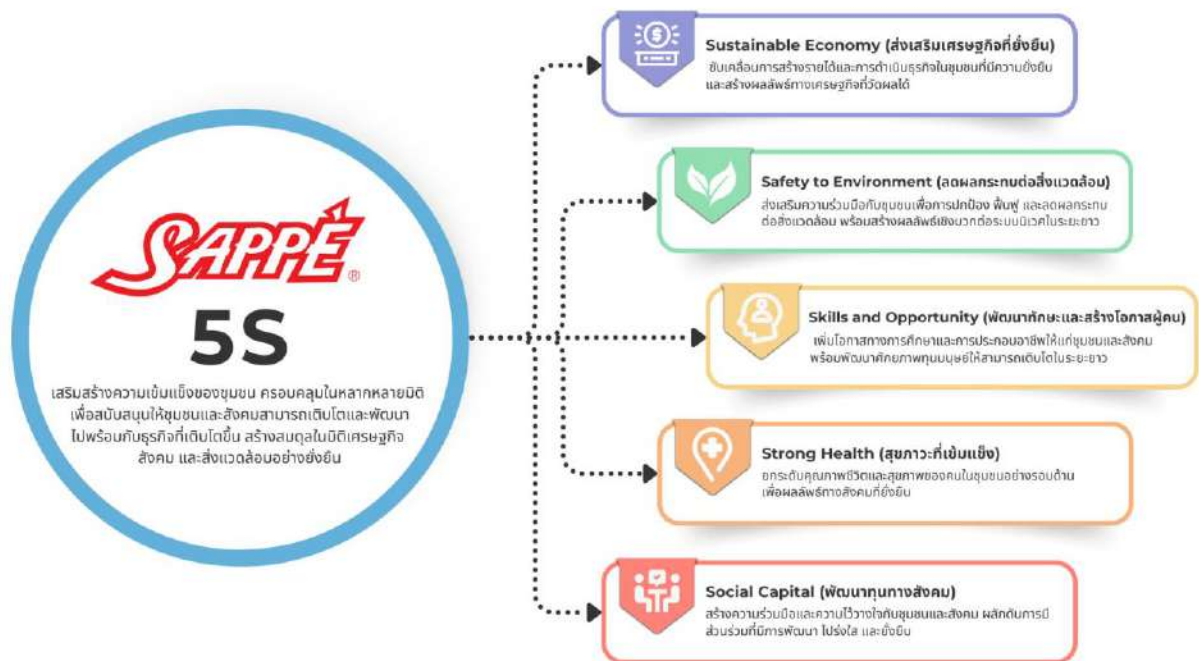 SAPPÉ®
5S
เสริมสร้างความเข้มแข็งของชุมชน ครอบคลุมในหลากหลายมิติ
เพื่อสนับสนุนให้ชุมชนและสังคมสามารถเติบโตและพัฒนา
ไปพร้อมกับธุรกิจที่เติบโตขึ้น สร้างสมดุลในมิติเศรษฐกิจ
สังคม และสิ่งแวดล้อมอย่างยั่งยืน
Sustainable Economy (ส่งเสริมเศรษฐกิจที่ยั่งยืน)
ขับเคลื่อนการสร้างรายได้และการดำเนินธุรกิจในชุมชนที่มีความยั่งยืน
และสร้างผลลัพธ์ทางเศรษฐกิจที่วัดผลได้
Safety to Environment (ลดผลกระทบต่อสิ่งแวดล้อม)
ส่งเสริมความร่วมมือกับชุมชนเพื่อการปกป้อง ฟื้นฟู และลดผลกระทบ
ต่อสิ่งแวดล้อม พร้อมสร้างผลลัพธ์เชิงบวกต่อระบบนิเวศในระยะยาว
Skills and Opportunity (พัฒนาทักษะและสร้างโอกาสผู้คน)
เพิ่มโอกาสทางการศึกษาและการประกอบอาชีพให้แก่ชุมชนและสังคม
พร้อมพัฒนาศักยภาพทุนมนุษย์ให้สามารถเติบโตในระยะยาว
Strong Health (สุขภาวะที่เข้มแข็ง)
ยกระดับคุณภาพชีวิตและสุขภาพของคนในชุมชนอย่างรอบด้าน
เพื่อผลลัพธ์ทางสังคมที่ยั่งยืน
Social Capital (พัฒนาทุนทางสังคม)
สร้างความร่วมมือและความไว้วางใจกับชุมชนและสังคม ผลักดันการมี
ส่วนร่วมที่มีการพัฒนา โปร่งใส และยั่งยืน